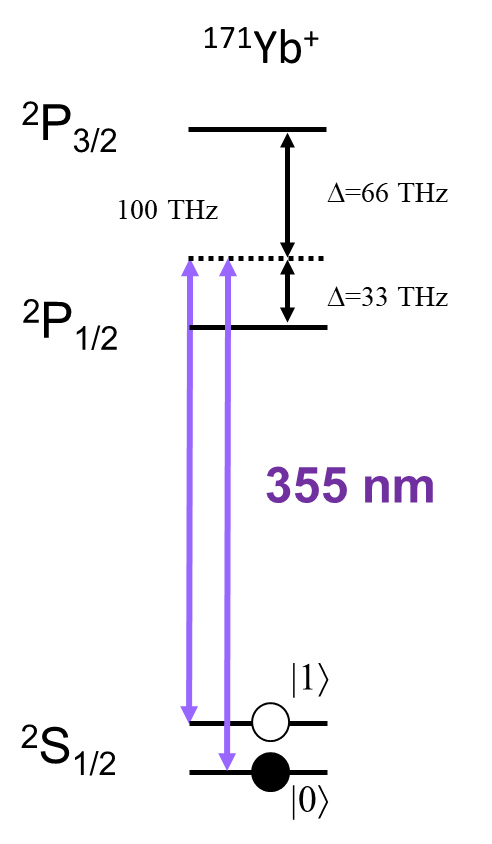 ¹⁷¹Yb⁺
²P₃/₂
100 THz
Δ=66 THz
Δ=33 THz
²P₁/₂
355 nm
|1⟩
²S₁/₂
|0⟩